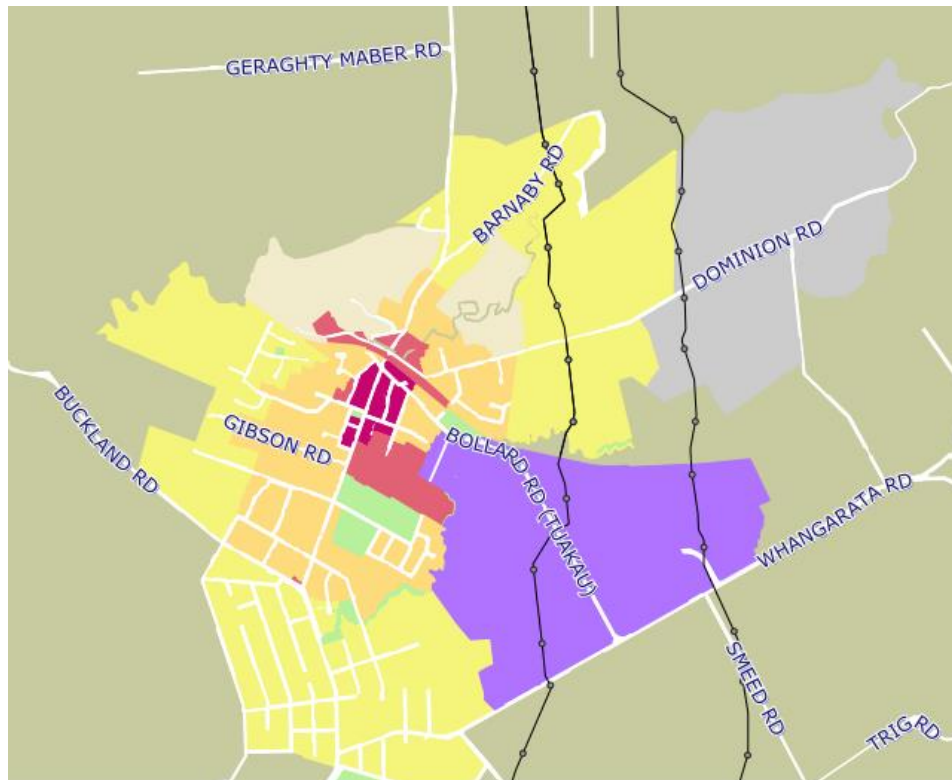 GERAGHTY MABER RD
BARNABY RD
DOMINION RD
BUCKLAND RD
GIBSON RD
BOLLARD RD (TUAKAU)
WHANGARATA RD
SMEED RD
TRIG RD